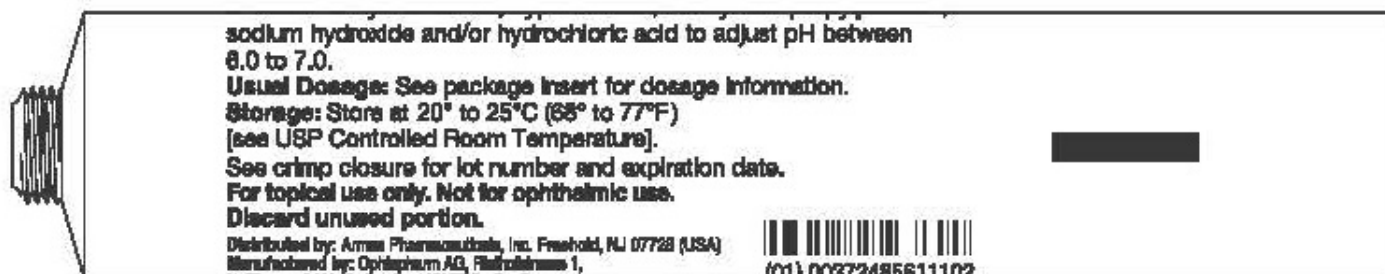 sodium hydroxide and/or hydrochloric acid to adjust pH between
6.0 to 7.0.
Usual Dosage: See package insert for dosage information.
Storage: Store at 20° to 25°C (68° to 77°F)
[see USP Controlled Room Temperature].
See crimp closure for lot number and expiration date.
For topical use only. Not for ophthalmic use.
Discard unused portion.
Distributed by: Pharmaceuticals, Inc. Freehold, NJ 07728 (USA)
Manufactured by: AG,
(01)